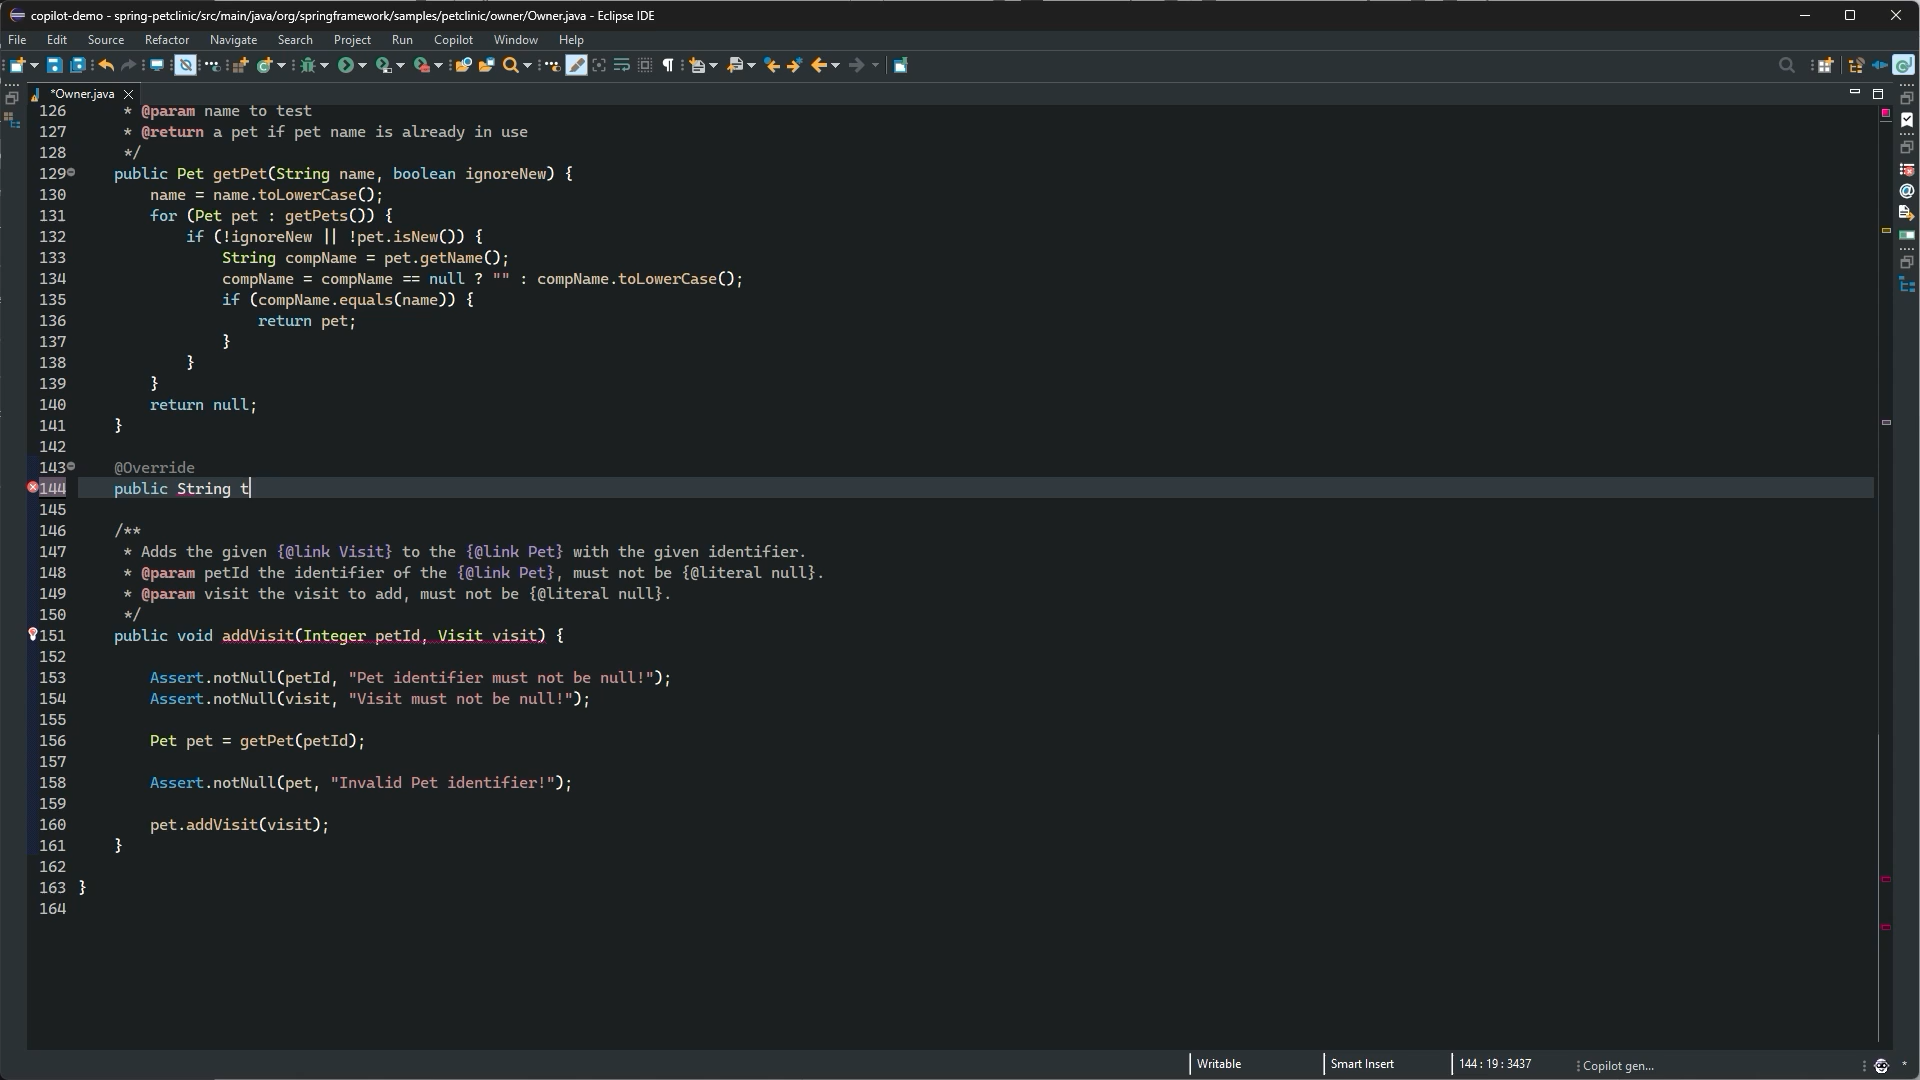 copilot-demo - spring-petclinic/src/main/java/org/springframework/samples/petclinic/owner/Owner.java - Eclipse IDE
File Edit Source Refactor Navigate Search Project Run Copilot Window Help
*Owner.java
126 * @param name to test
127 * @return a pet if pet name is already in use
128 */
129 public Pet getPet(String name, boolean ignoreNew) {
130 name = name.toLowerCase();
131 for (Pet pet : getPets()) {
132 if (!ignoreNew || !pet.isNew()) {
133 String compName = pet.getName();
134 compName = compName == null ? "" : compName.toLowerCase();
135 if (compName.equals(name)) {
136 return pet;
137 }
138 }
139 }
140 return null;
141 }
142
143 @Override
144 public String t
145
146 /**
147 * Adds the given {@link Visit} to the {@link Pet} with the given identifier.
148 * @param petId the identifier of the {@link Pet}, must not be {@literal null}.
149 * @param visit the visit to add, must not be {@literal null}.
150 */
151 public void addVisit(Integer petId, Visit visit) {
152
153 Assert.notNull(petId, "Pet identifier must not be null!");
154 Assert.notNull(visit, "Visit must not be null!");
155
156 Pet pet = getPet(petId);
157
158 Assert.notNull(pet, "Invalid Pet identifier!");
159
160 pet.addVisit(visit);
161 }
162
163 }
164
Writable Smart Insert 144 : 19 : 3437 Copilot gen...